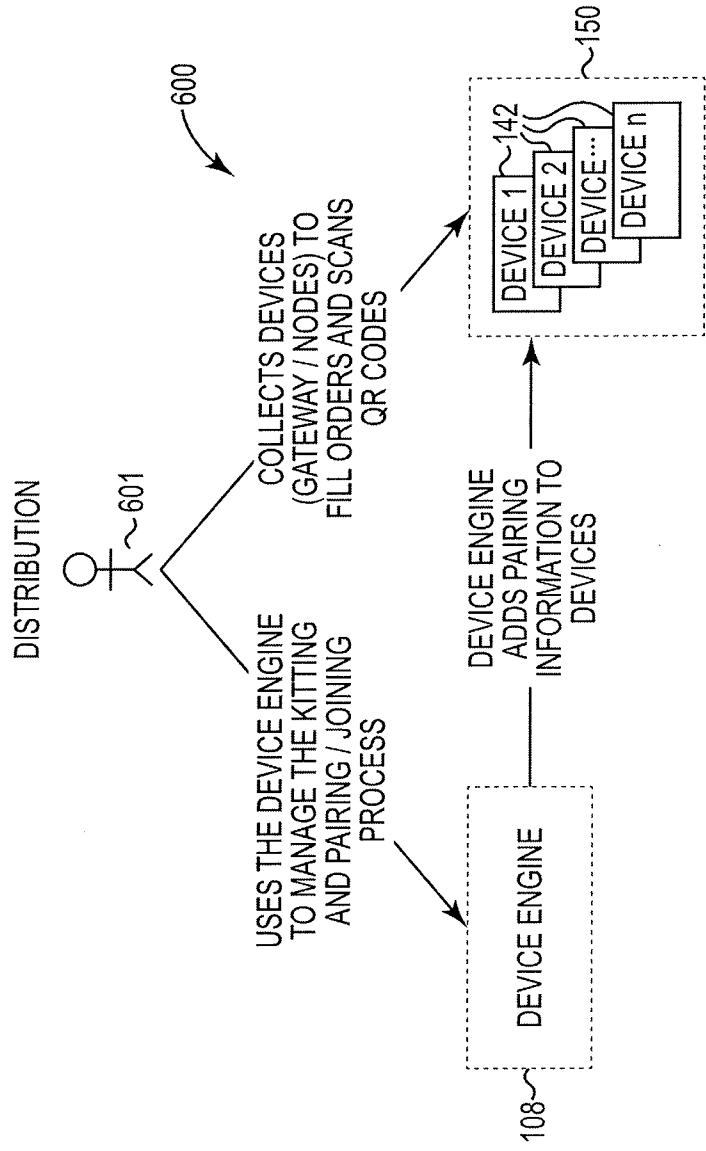 DISTRIBUTION
601
600
USES THE DEVICE ENGINE
TO MANAGE THE KITTING
AND PAIRING / JOINING
PROCESS
COLLECTS DEVICES
(GATEWAY / NODES) TO
FILL ORDERS AND SCANS
QR CODES
108
DEVICE ENGINE
DEVICE ENGINE
ADDS PAIRING
INFORMATION TO
DEVICES
DEVICE 1
142
DEVICE 2
DEVICE...
DEVICE n
150